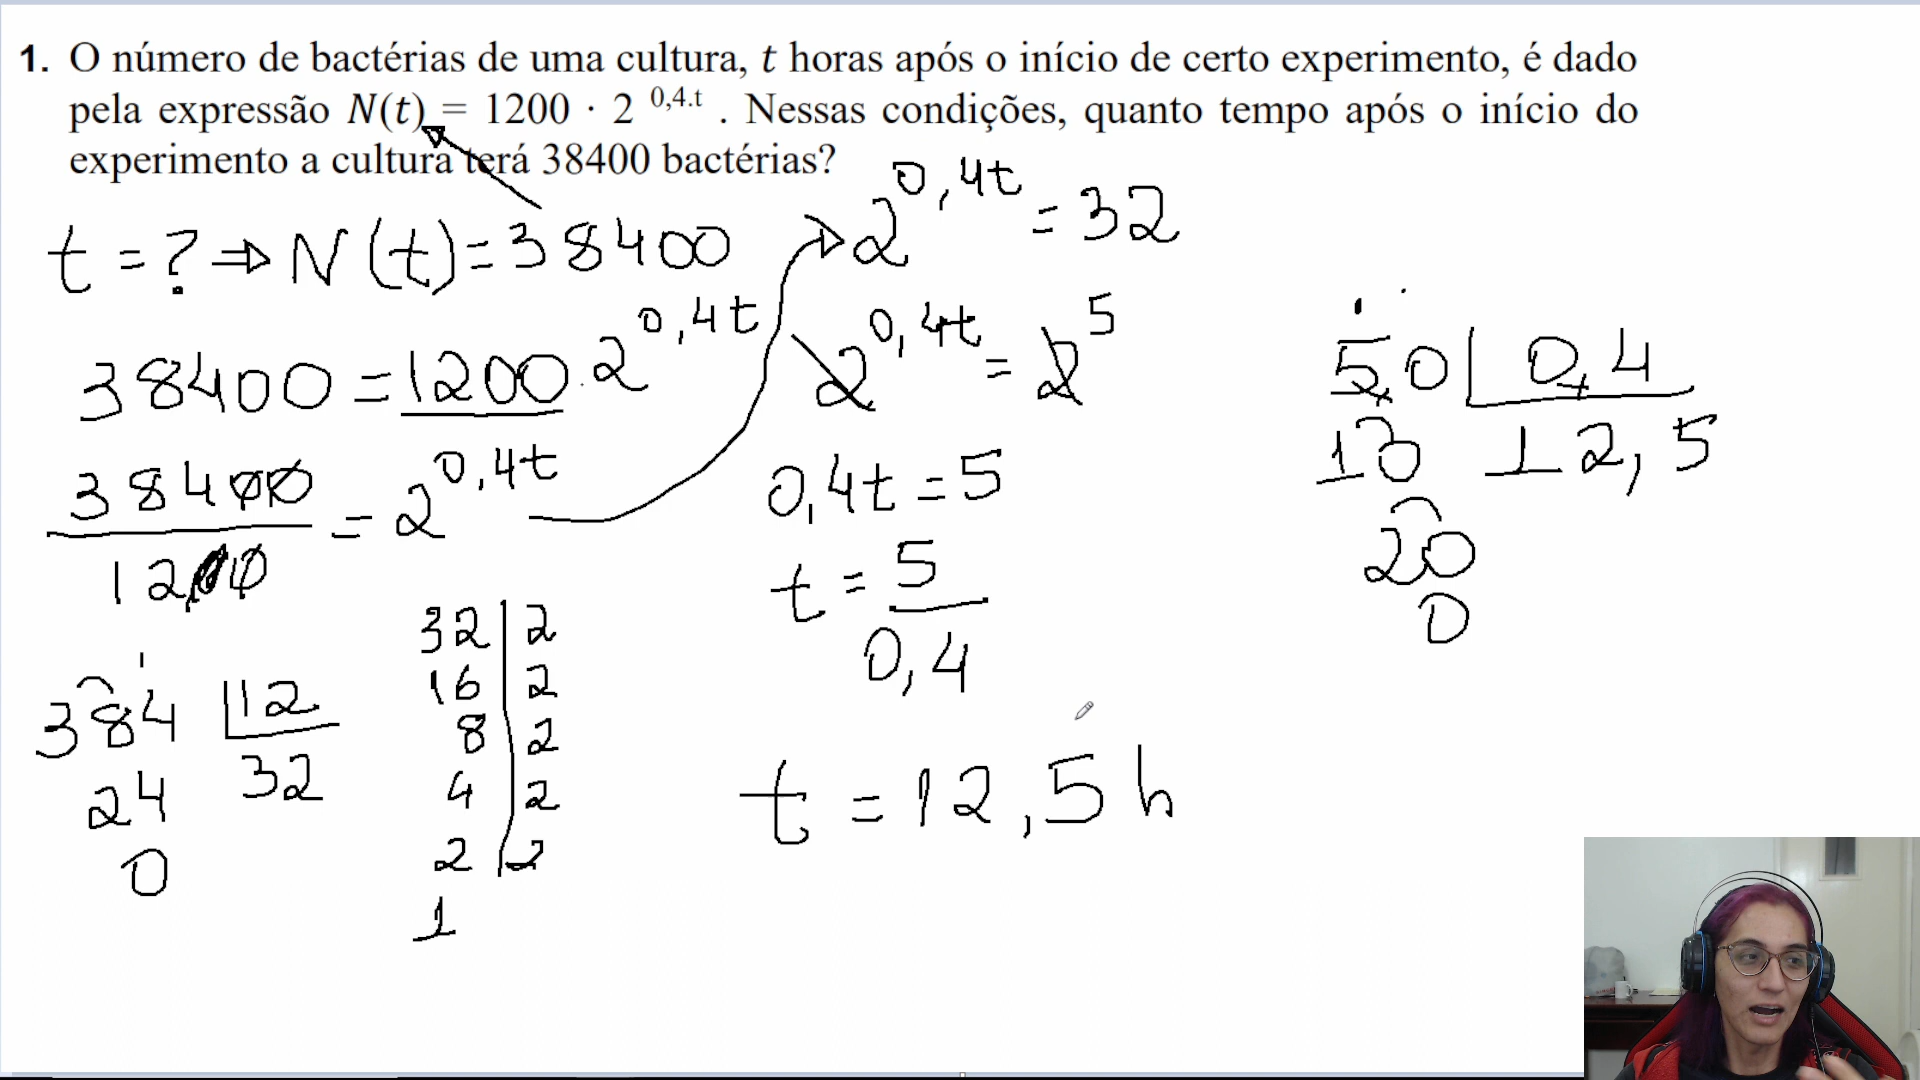 1. O número de bactérias de uma cultura, t horas após o início de certo experimento, é dado
pela expressão N(t) = 1200 · 2 0,4.t . Nessas condições, quanto tempo após o início do
experimento a cultura terá 38400 bactérias?
t = ? ⇒ N(t) = 38400
38400 = 1200 . 2^0,4t
38400/1200 = 2^0,4t
384 |12
24 32
0
32 | 2
16 | 2
8 | 2
4 | 2
2 | 2
1
2^0,4t = 32
2^0,4t = 2^5
0,4t = 5
t = 5/0,4
t = 12,5 h
5,0 | 0,4
10 12,5
20
0